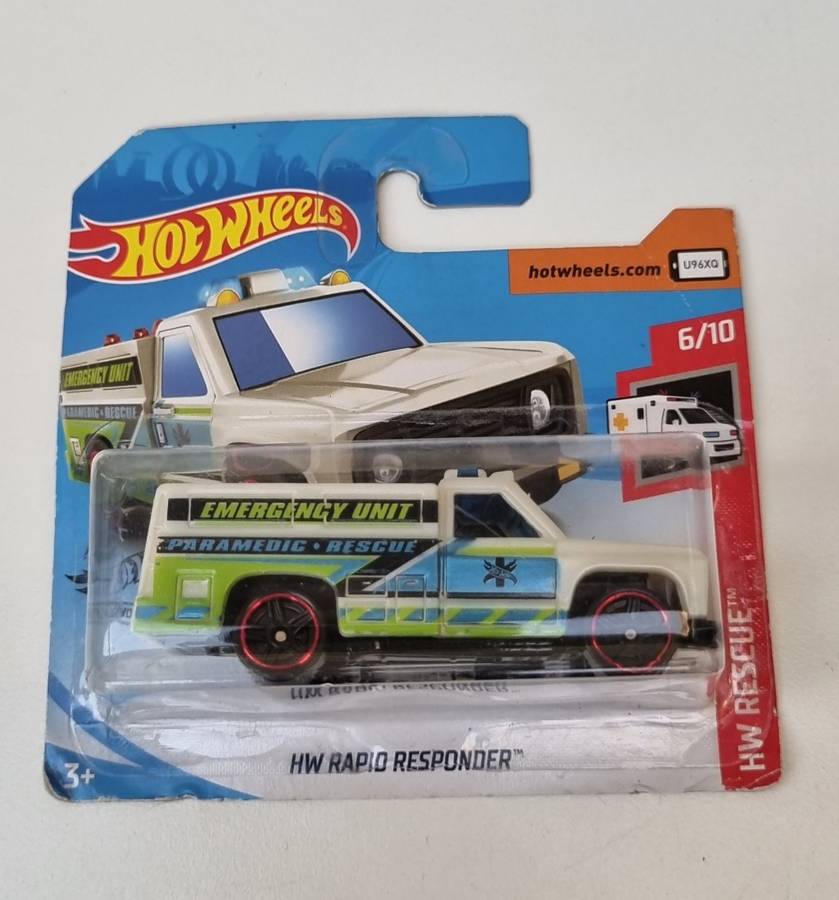 HOT WHEELS
hotwheels.com
U96XQ
6/10
EMERGENCY UNIT
PARAMEDIC • RESCUE
EMERGENCY UNIT
PARAMEDIC • RESCUE
HW RESCUE™
HW RAPID RESPONDER™
3+